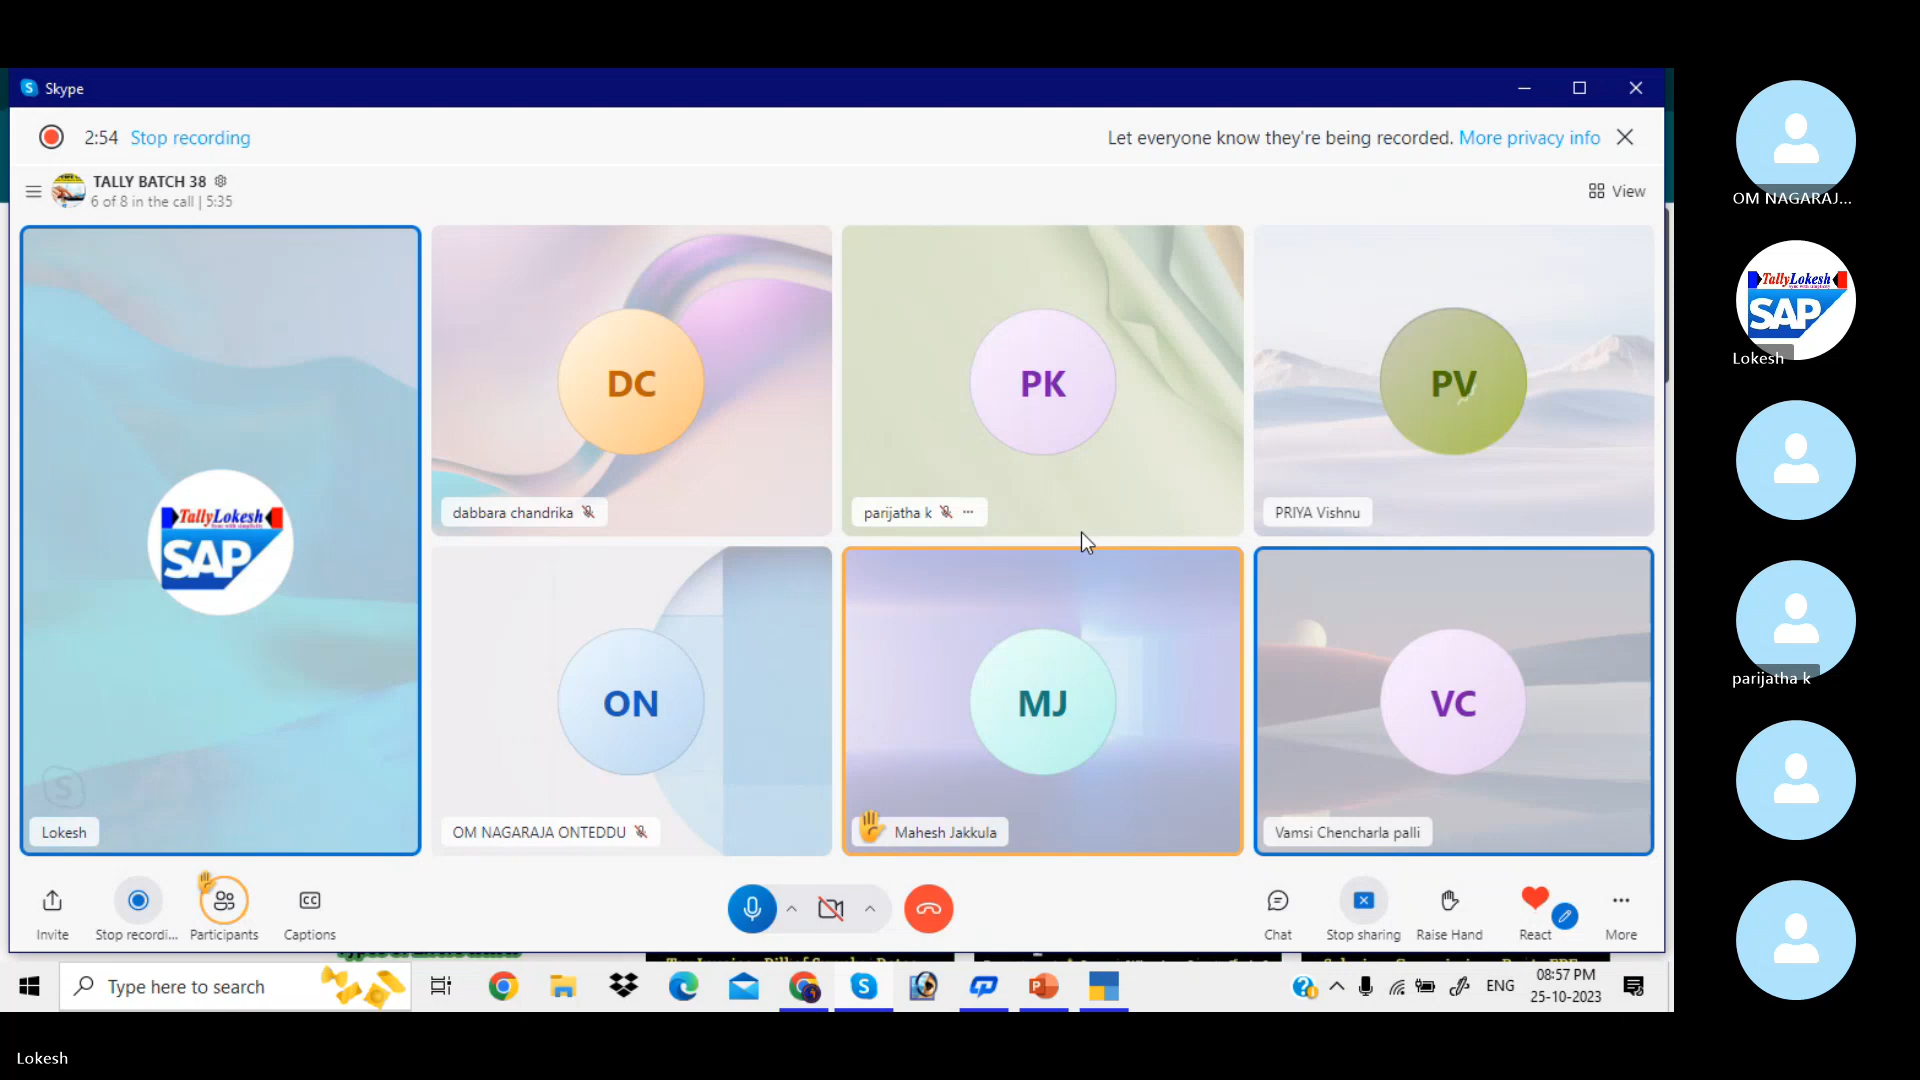 Skype
2:54 Stop recording
Let everyone know they're being recorded. More privacy info
TALLY BATCH 38
6 of 8 in the call | 5:35
View
TallyLokesh
SAP
Lokesh
DC
dabbara chandrika
PK
parijatha k
PV
PRIYA Vishnu
ON
OM NAGARAJA ONTEDDU
MJ
Mahesh Jakkula
VC
Vamsi Chencharla palli
Invite
Stop recordi...
Participants
CC
Captions
Chat
Stop sharing
Raise Hand
React
More
Type here to search
ENG
08:57 PM
25-10-2023
OM NAGARAJ...
TallyLokesh
SAP
Lokesh
parijatha k
Lokesh